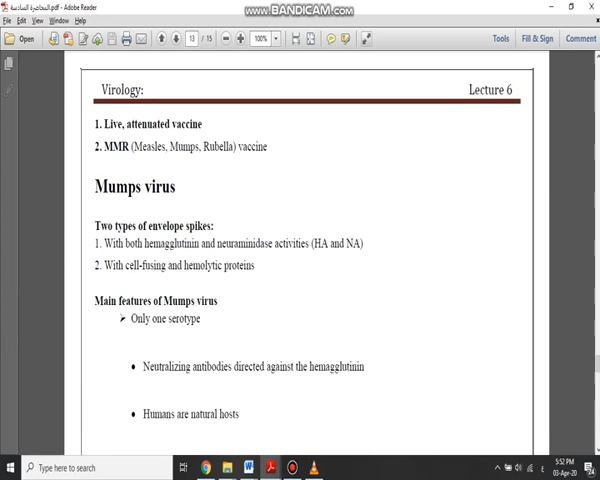 www.BANDICAM.com
المحاضرة السادسة.pdf - Adobe Reader
File Edit View Window Help
Open 13 / 15 100% Tools Fill & Sign Comment
Virology: Lecture 6
1. Live, attenuated vaccine
2. MMR (Measles, Mumps, Rubella) vaccine
Mumps virus
Two types of envelope spikes:
1. With both hemagglutinin and neuraminidase activities (HA and NA)
2. With cell-fusing and hemolytic proteins
Main features of Mumps virus
➤ Only one serotype
• Neutralizing antibodies directed against the hemagglutinin
• Humans are natural hosts
Type here to search
5:52 PM
03-Apr-20